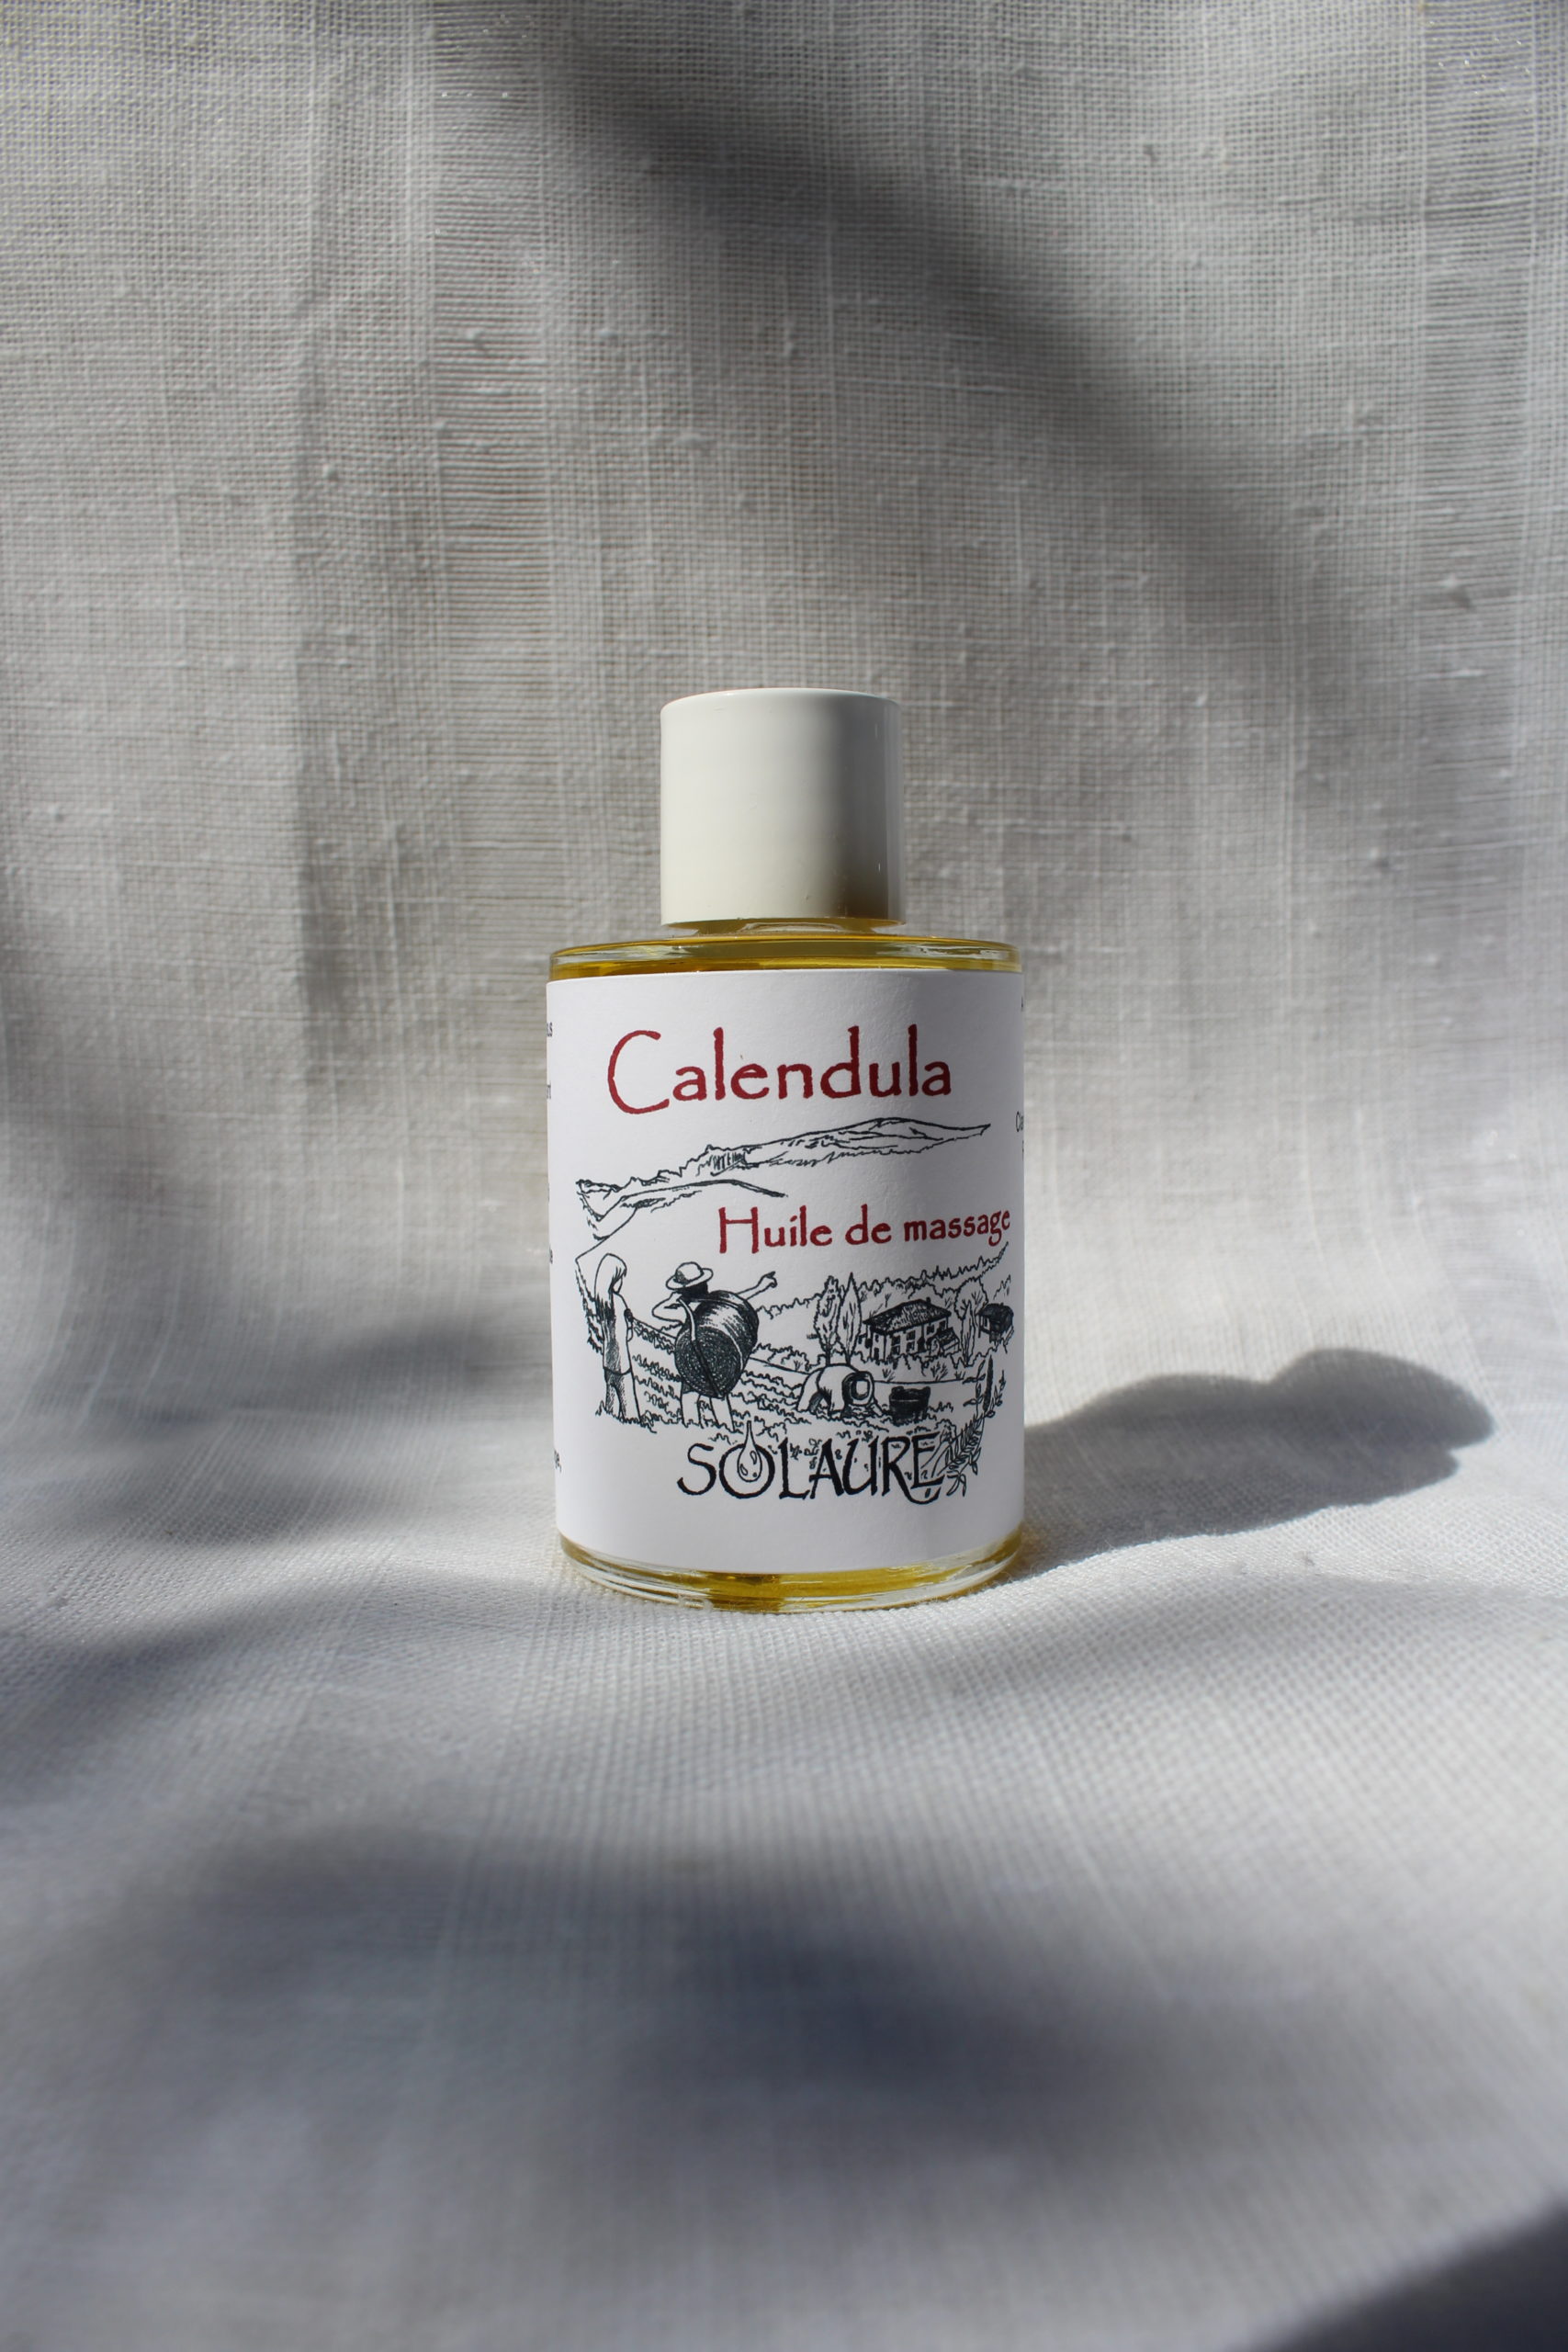 Calendula
Huile de massage
SOLAURE